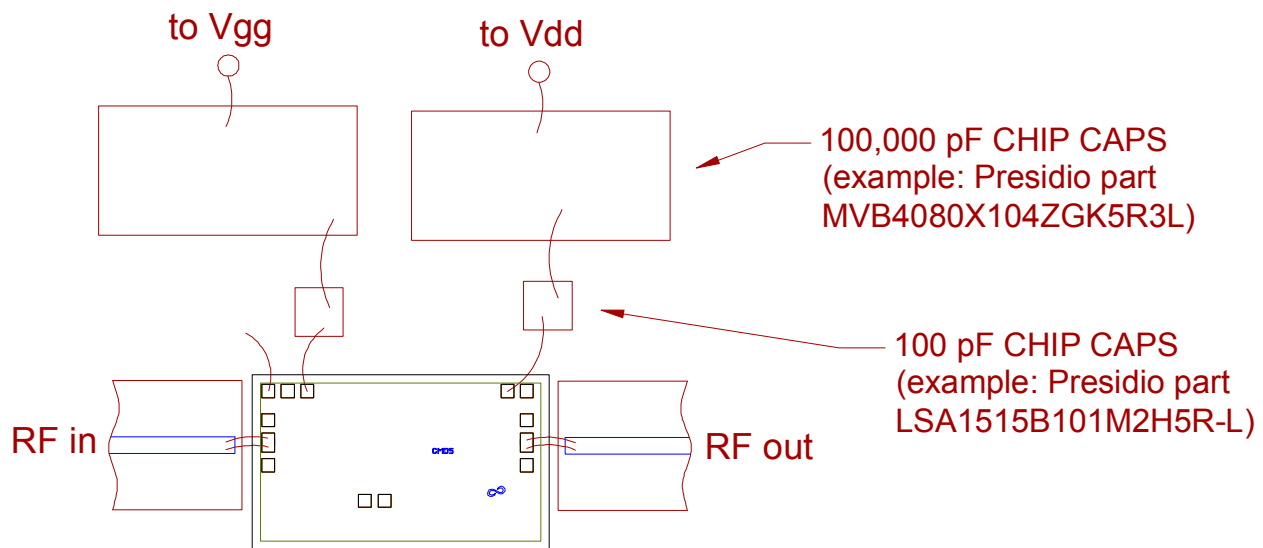 to Vgg
to Vdd
100,000 pF CHIP CAPS
(example: Presidio part
MVB4080X104ZGK5R3L)
100 pF CHIP CAPS
(example: Presidio part
LSA1515B101M2H5R-L)
RF in
RF out